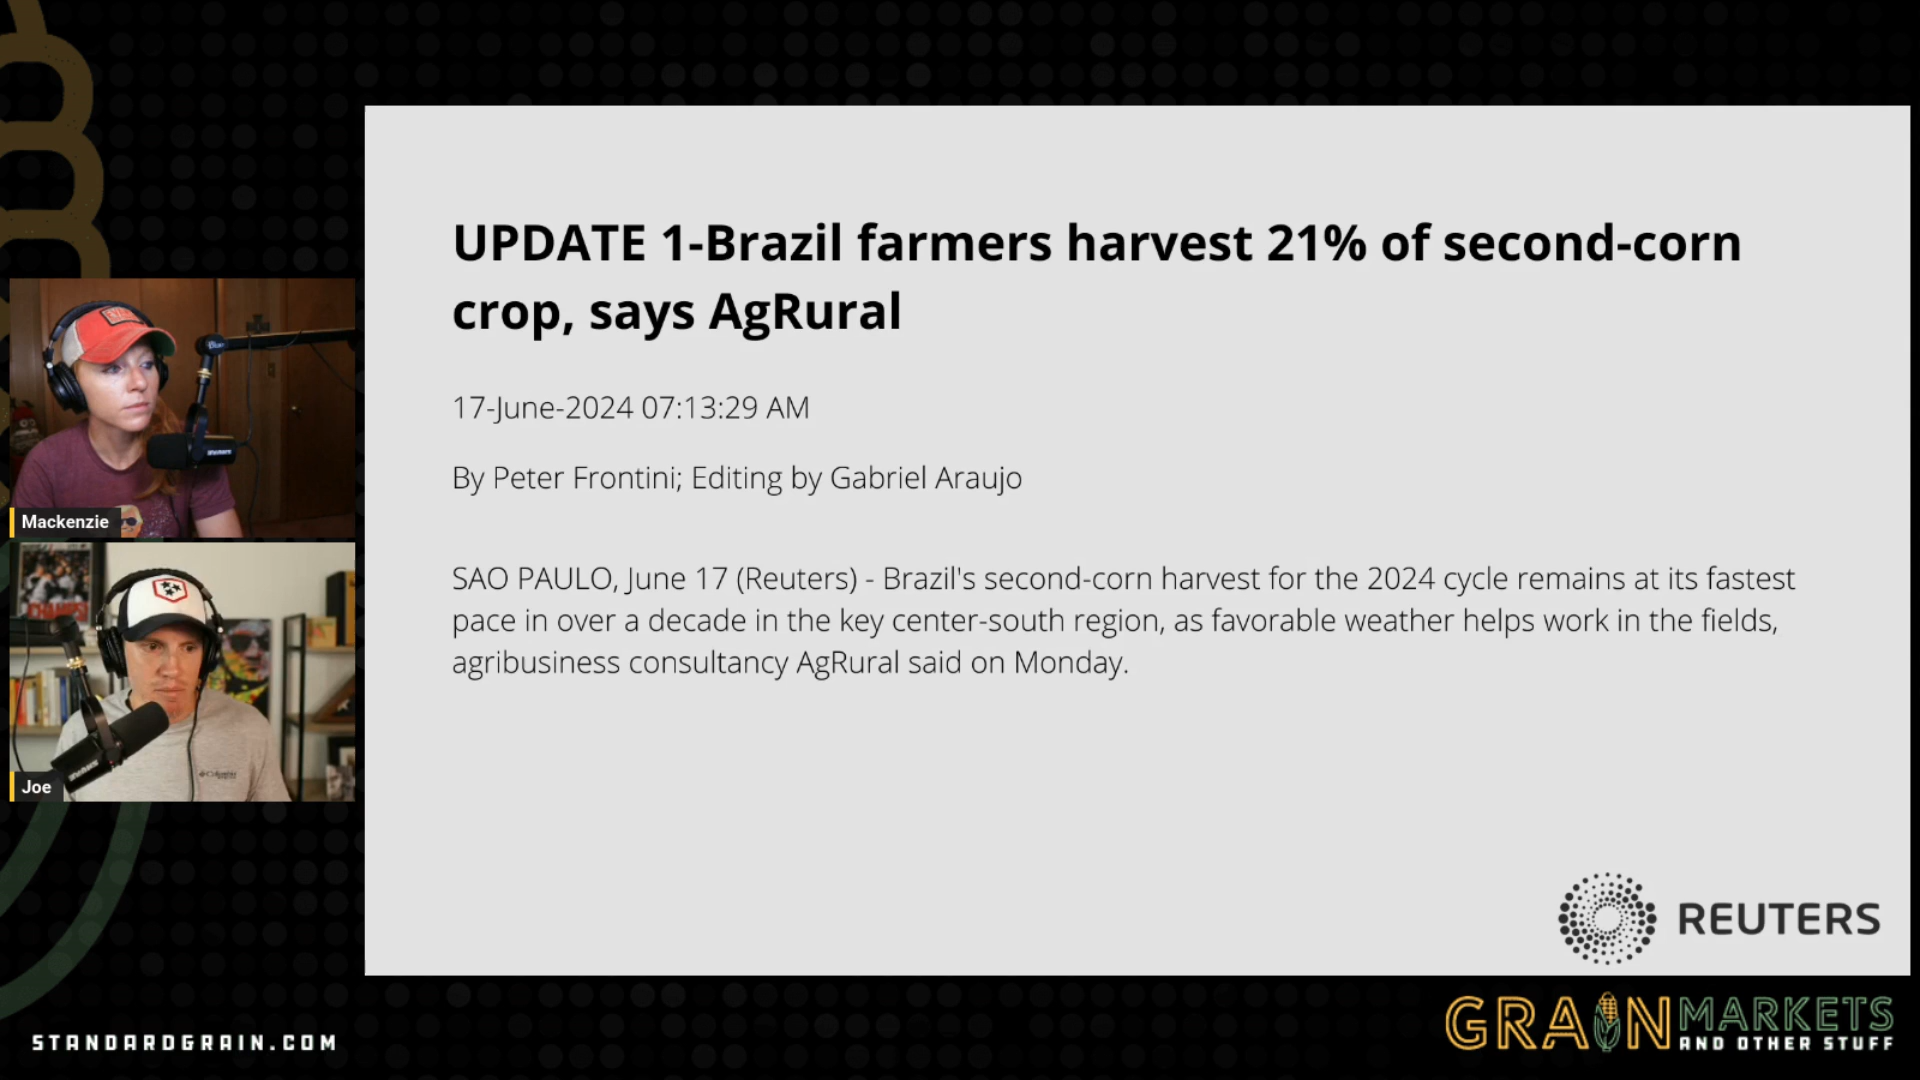 UPDATE 1-Brazil farmers harvest 21% of second-corn
crop, says AgRural
17-June-2024 07:13:29 AM
By Peter Frontini; Editing by Gabriel Araujo
SAO PAULO, June 17 (Reuters) - Brazil's second-corn harvest for the 2024 cycle remains at its fastest
pace in over a decade in the key center-south region, as favorable weather helps work in the fields,
agribusiness consultancy AgRural said on Monday.
REUTERS
Mackenzie
Joe
Columbia
STANDARDGRAIN.COM
GRAIN MARKETS
AND OTHER STUFF